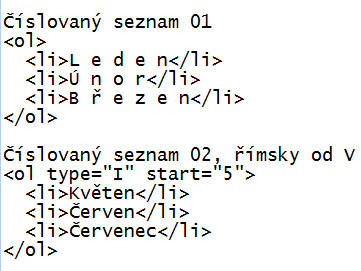 Číslovaný seznam 01
<ol>
  <li>L e d e n</li>
  <li>Ú n o r</li>
  <li>B ř e z e n</li>
</ol>

Číslovaný seznam 02, římsky od V
<ol type="I" start="5">
  <li>Květen</li>
  <li>Červen</li>
  <li>Červenec</li>
</ol>